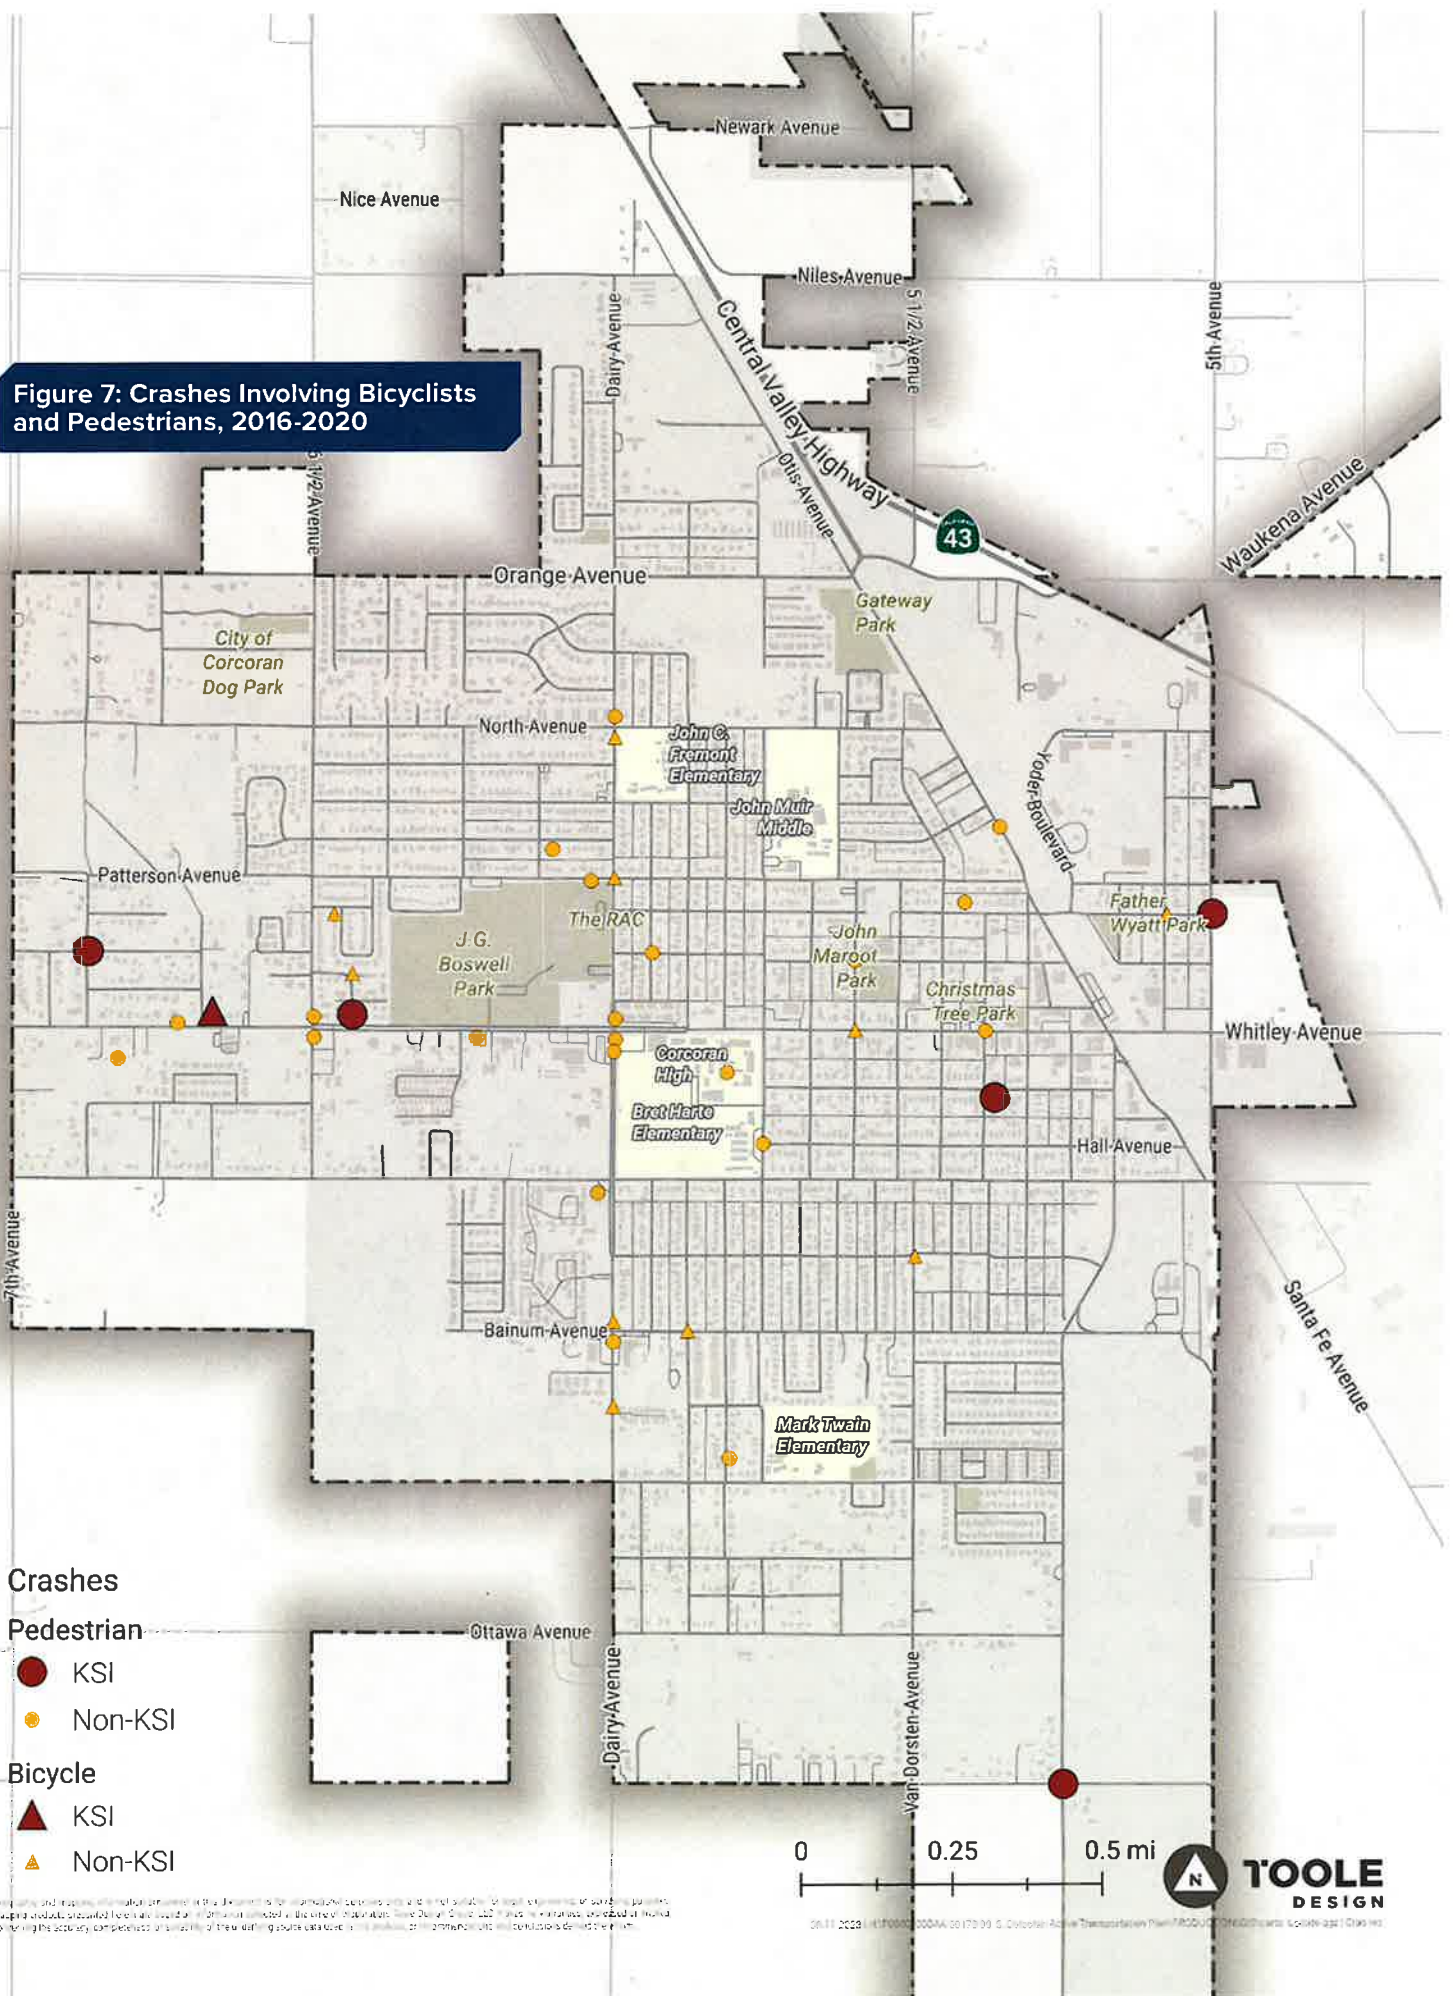 Newark Avenue
Nice Avenue
Niles Avenue
Dairy Avenue
5 1/2 Avenue
5th Avenue
Central Valley Highway
Figure 7: Crashes Involving Bicyclists
and Pedestrians, 2016-2020
Otis Avenue
1/2 Avenue
43
Waukena Avenue
Orange Avenue
Gateway
Park
City of
Corcoran
Dog Park
North Avenue
John C.
Fremont
Elementary
John Muir
Middle
Yoder Boulevard
Patterson Avenue
The RAC
J.G.
Boswell
Park
John
Maroot
Park
Father
Wyatt Park
Christmas
Tree Park
Whitley Avenue
Corcoran
High
Bret Harte
Elementary
Hall Avenue
7th Avenue
Santa Fe Avenue
Bainum Avenue
Mark Twain
Elementary
Crashes
Pedestrian
KSI
Non-KSI
Bicycle
KSI
Non-KSI
Ottawa Avenue
Dairy Avenue
Van Dorsten Avenue
0 0.25 0.5 mi
N
TOOLE
DESIGN